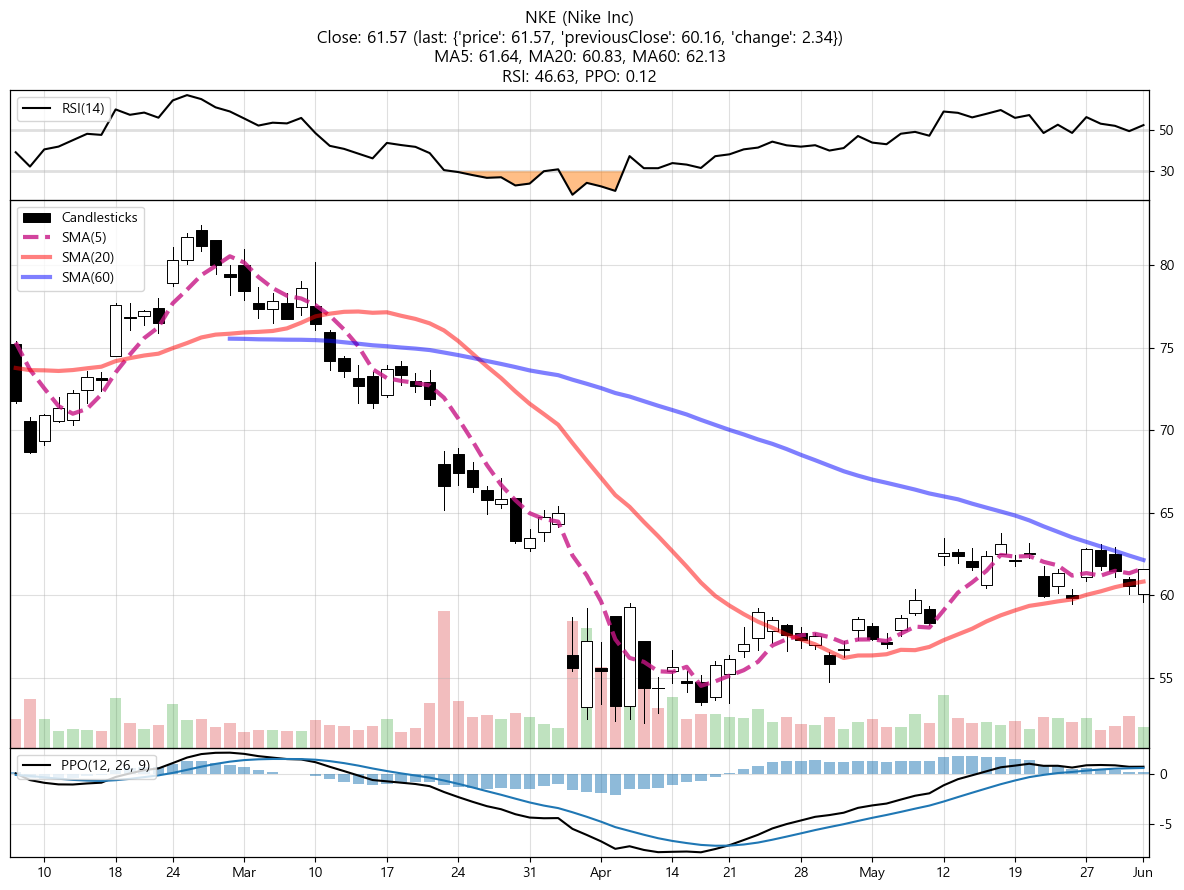 NKE (Nike Inc)
Close: 61.57 (last: {'price': 61.57, 'previousClose': 60.16, 'change': 2.34})
MA5: 61.64, MA20: 60.83, MA60: 62.13
RSI: 46.63, PPO: 0.12
RSI(14)
50
30
Candlesticks
SMA(5)
SMA(20)
SMA(60)
80
75
70
65
60
55
PPO(12, 26, 9)
0
-5
10 18 24 Mar 10 17 24 31 Apr 14 21 28 May 12 19 27 Jun